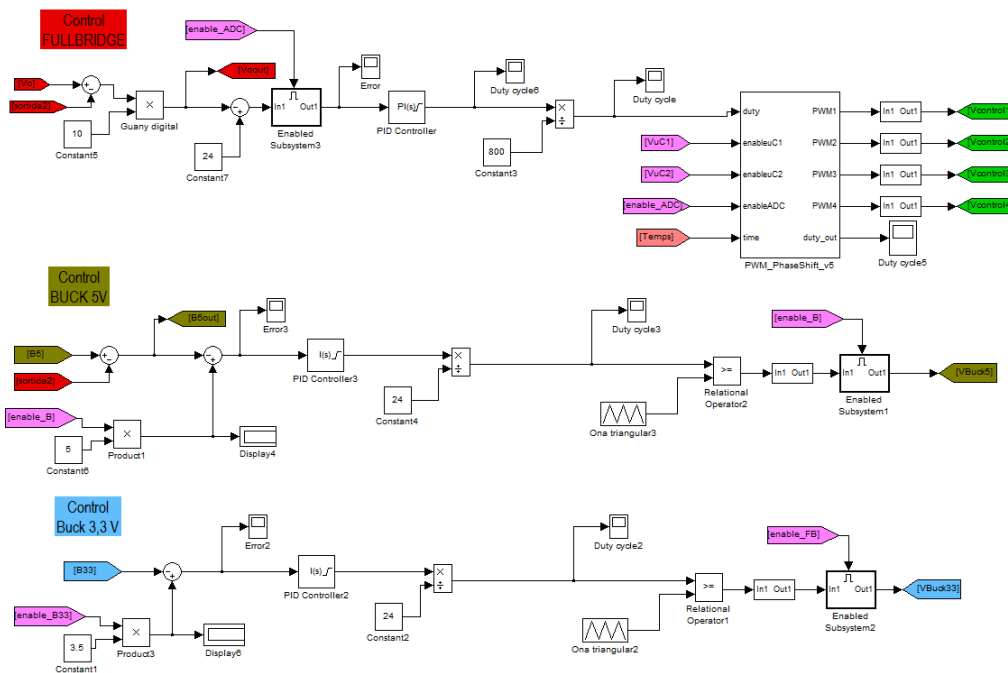 Control
FULLBRIDGE
[enable_ADC]
[Vo]
[sortida2]
[Voout]
×
Guany digital
10
Constant5
24
Constant7
In1 Out1
Enabled
Subsystem3
Error
PI(s)
PID Controller
Duty cycle6
800
Constant3
×
÷
Duty cycle
[VuC1]
[VuC2]
[enable_ADC]
[Temps]
duty
enableuC1
enableuC2
enableADC
time
PWM1
PWM2
PWM3
PWM4
duty_out
PWM_PhaseShift_v5
In1 Out1
In1 Out1
In1 Out1
In1 Out1
[Vcontrol1
[Vcontrol2
[Vcontrol3
[Vcontrol4
Duty cycle5
Control
BUCK 5V
[B5out]
[B5]
[sortida2]
[enable_B]
5
Constant6
×
Product1
Display4
Error3
I(s)
PID Controller3
24
Constant4
×
÷
Duty cycle3
Ona triangular3
>=
Relational
Operator2
In1 Out1
[enable_B]
In1 Out1
Enabled
Subsystem1
[VBuck5]
Control
Buck 3,3 V
[B33]
[enable_B33]
3.5
Constant1
×
Product3
Display6
Error2
I(s)
PID Controller2
24
Constant2
×
÷
Duty cycle2
Ona triangular2
>=
Relational
Operator1
In1 Out1
[enable_FB]
In1 Out1
Enabled
Subsystem2
[VBuck33]